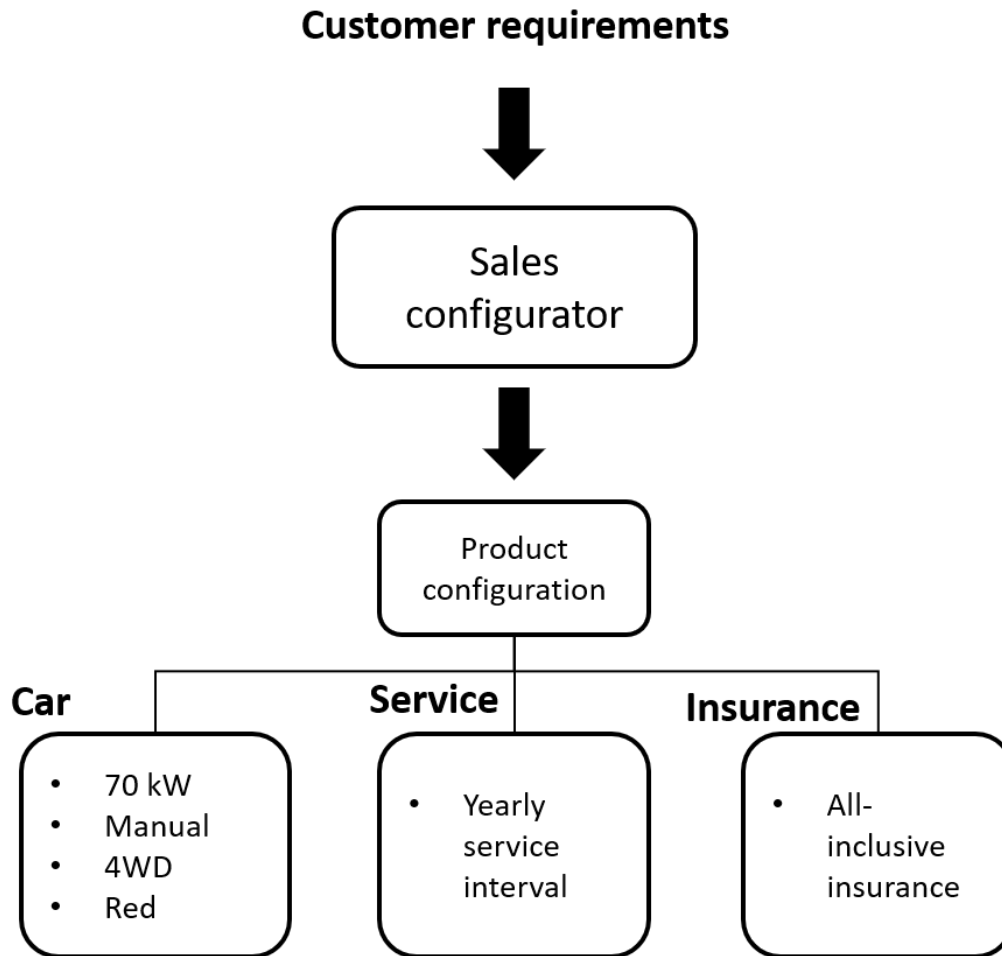 Customer requirements
Sales
configurator
Product
configuration
Car
• 70 kW
• Manual
• 4WD
• Red
Service
• Yearly
service
interval
Insurance
• All-
inclusive
insurance